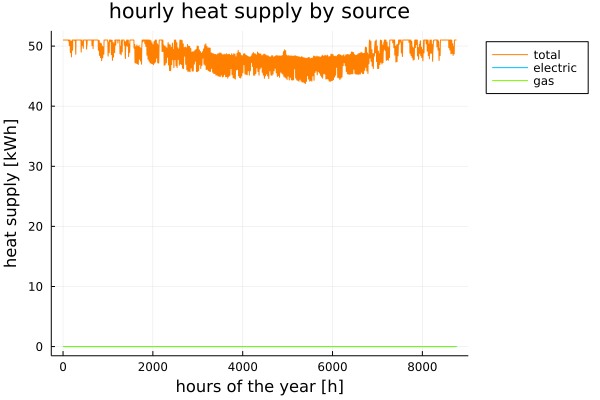 hourly heat supply by source
50
40
30
20
10
0
heat supply [kWh]
0 2000 4000 6000 8000
hours of the year [h]
total
electric
gas